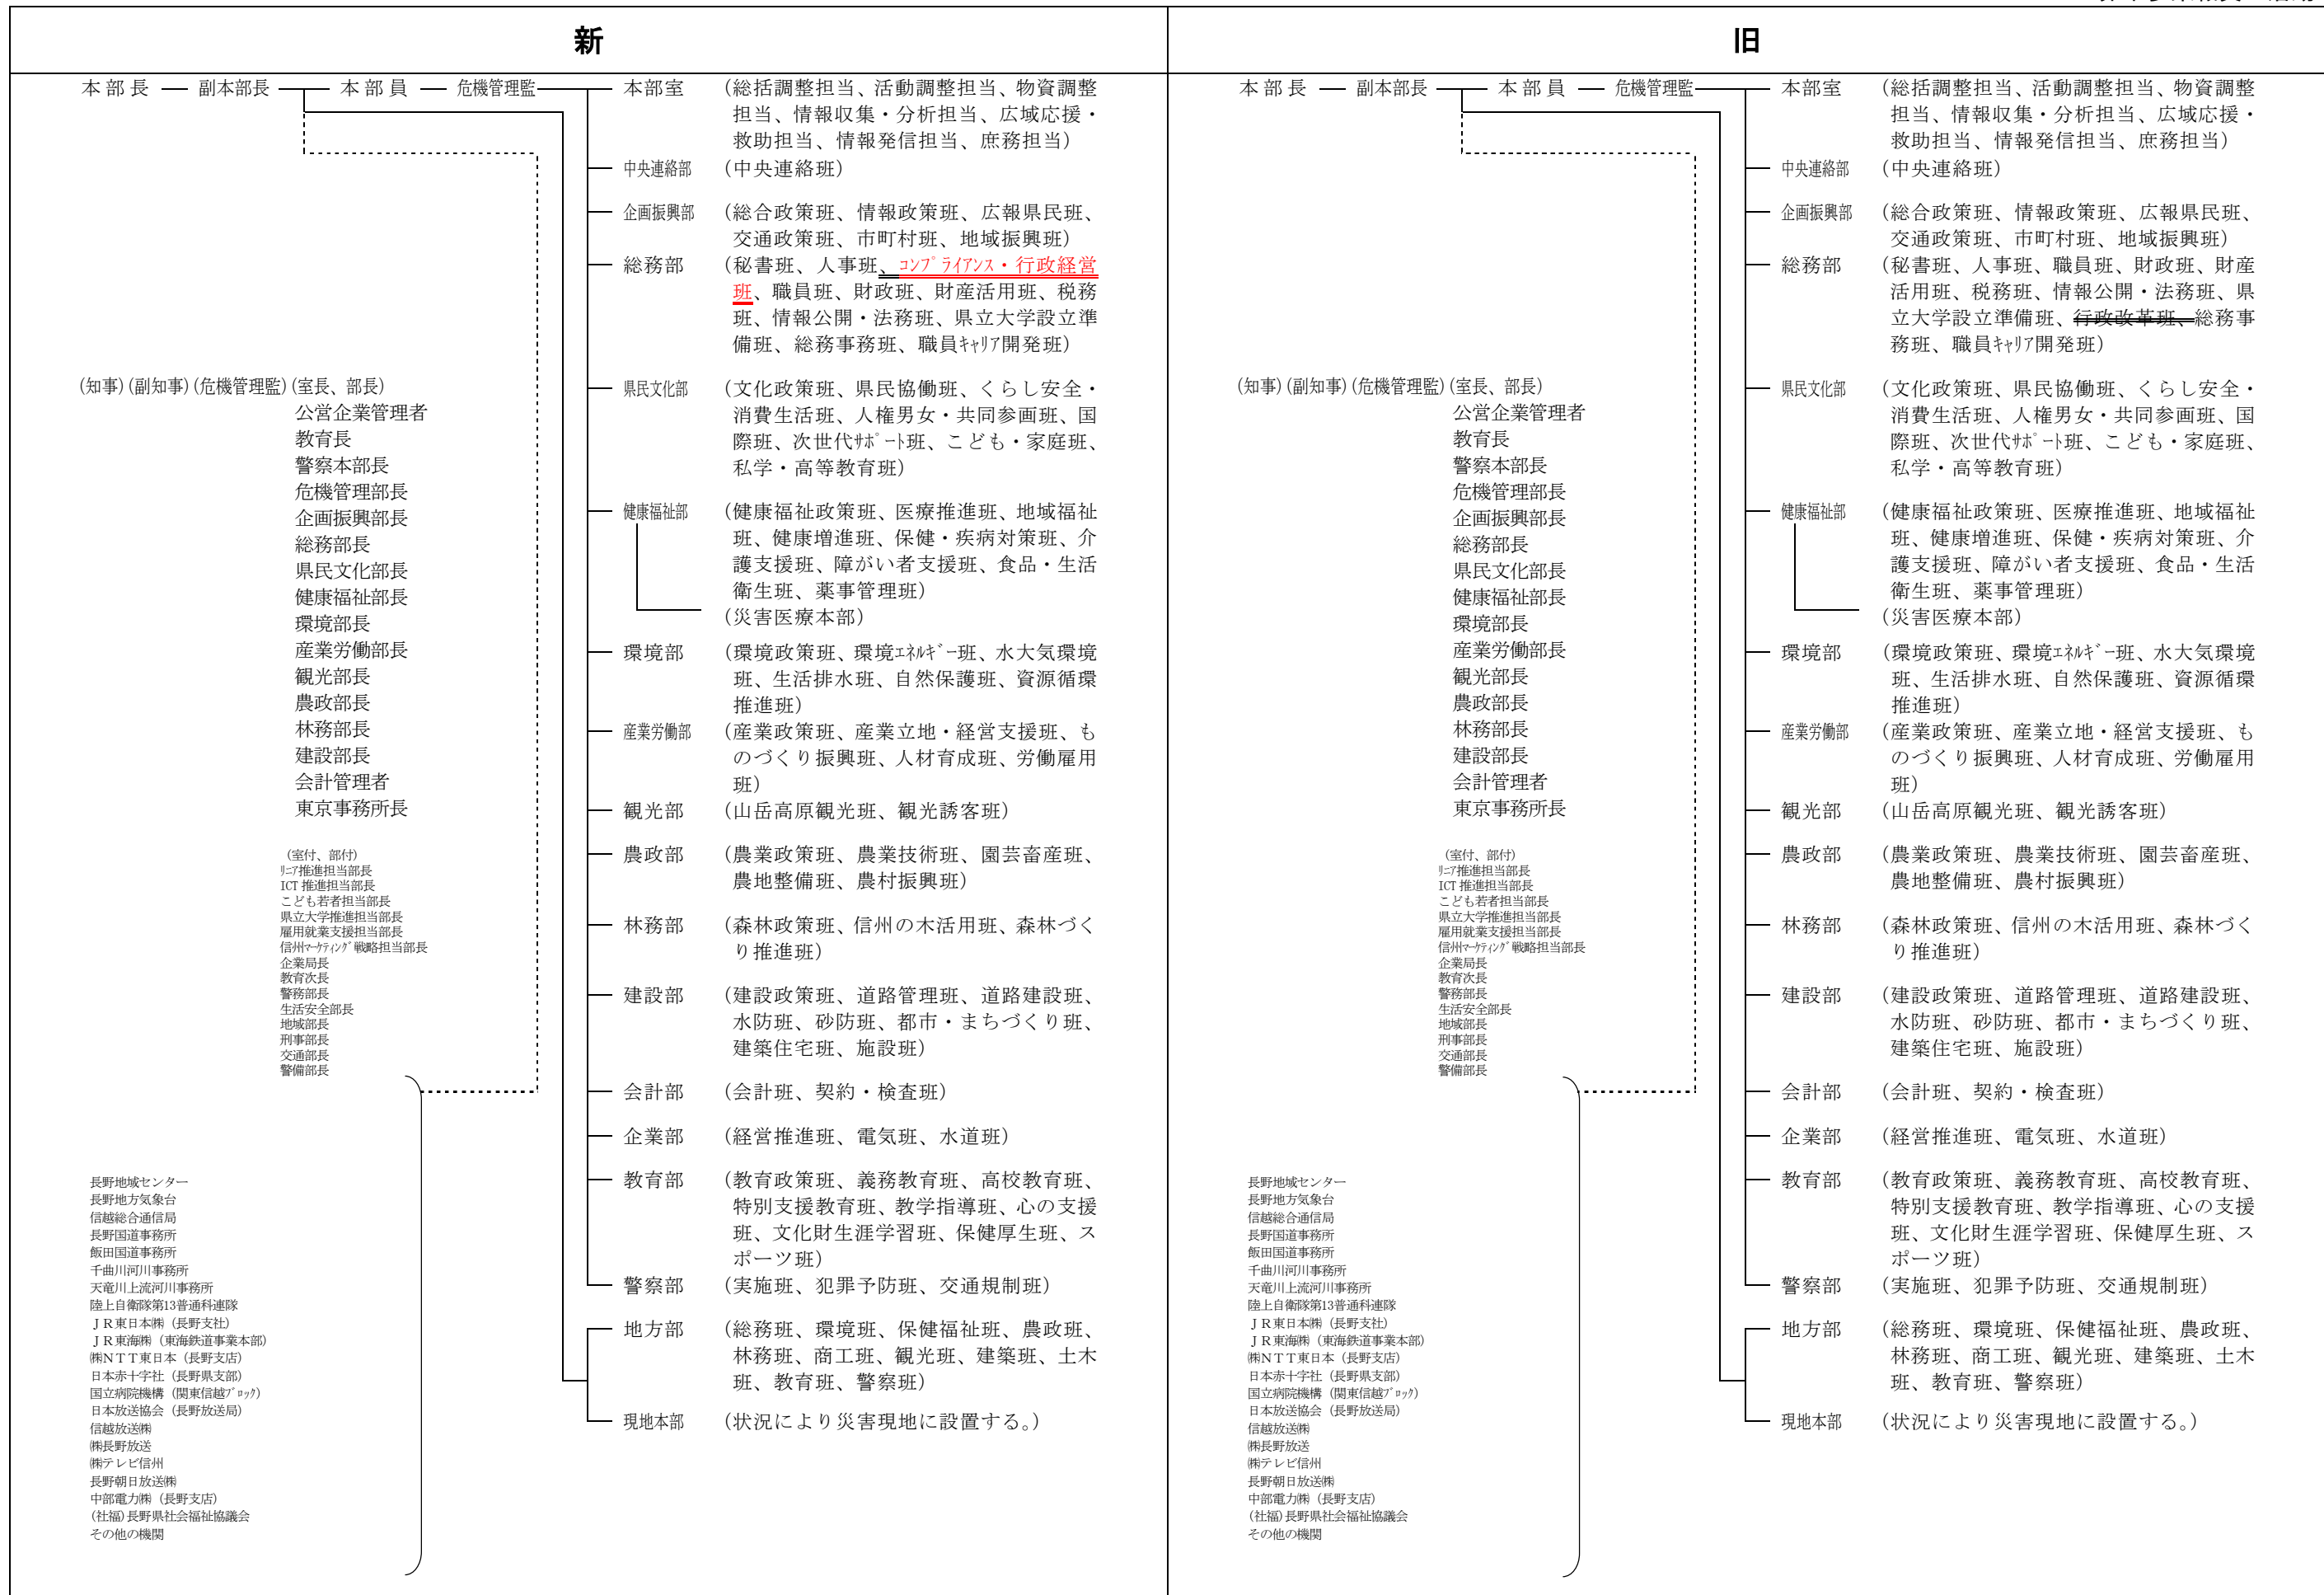 新
本部長 副本部長 本部員 危機管理監 本部室 (総括調整担当、活動調整担当、物資調整
担当、情報収集・分析担当、広域応援・
救助担当、情報発信担当、庶務担当)
中央連絡部 (中央連絡班)
企画振興部 (総合政策班、情報政策班、広報県民班、
交通政策班、市町村班、地域振興班)
総務部 (秘書班、人事班、ｺﾝﾌﾟﾗｲｱﾝｽ・行政経営
班、職員班、財政班、財産活用班、税務
班、情報公開・法務班、県立大学設立準
備班、総務事務班、職員ｷｬﾘｱ開発班)
県民文化部 (文化政策班、県民協働班、くらし安全・
消費生活班、人権男女・共同参画班、国
際班、次世代ｻﾎﾟｰﾄ班、こども・家庭班、
私学・高等教育班)
健康福祉部 (健康福祉政策班、医療推進班、地域福祉
班、健康増進班、保健・疾病対策班、介
護支援班、障がい者支援班、食品・生活
衛生班、薬事管理班)
(災害医療本部)
環境部 (環境政策班、環境ｴﾈﾙｷﾞｰ班、水大気環境
班、生活排水班、自然保護班、資源循環
推進班)
産業労働部 (産業政策班、産業立地・経営支援班、も
のづくり振興班、人材育成班、労働雇用
班)
観光部 (山岳高原観光班、観光誘客班)
農政部 (農業政策班、農業技術班、園芸畜産班、
農地整備班、農村振興班)
林務部 (森林政策班、信州の木活用班、森林づく
り推進班)
建設部 (建設政策班、道路管理班、道路建設班、
水防班、砂防班、都市・まちづくり班、
建築住宅班、施設班)
会計部 (会計班、契約・検査班)
企業部 (経営推進班、電気班、水道班)
教育部 (教育政策班、義務教育班、高校教育班、
特別支援教育班、教学指導班、心の支援
班、文化財生涯学習班、保健厚生班、ス
ポーツ班)
警察部 (実施班、犯罪予防班、交通規制班)
地方部 (総務班、環境班、保健福祉班、農政班、
林務班、商工班、観光班、建築班、土木
班、教育班、警察班)
現地本部 (状況により災害現地に設置する。)
(知事)(副知事)(危機管理監)(室長、部長)
公営企業管理者
教育長
警察本部長
危機管理部長
企画振興部長
総務部長
県民文化部長
健康福祉部長
環境部長
産業労働部長
観光部長
農政部長
林務部長
建設部長
会計管理者
東京事務所長
(室付、部付)
ﾘﾆｱ推進担当部長
ICT 推進担当部長
こども若者担当部長
県立大学推進担当部長
雇用就業支援担当部長
信州ﾏｰｹﾃｨﾝｸﾞ戦略担当部長
企業局長
教育次長
警務部長
生活安全部長
地域部長
刑事部長
交通部長
警備部長
長野地域センター
長野地方気象台
信越総合通信局
長野国道事務所
飯田国道事務所
千曲川河川事務所
天竜川上流河川事務所
陸上自衛隊第13普通科連隊
ＪＲ東日本㈱ (長野支社)
ＪＲ東海㈱ (東海鉄道事業本部)
㈱ＮＴＴ東日本 (長野支店)
日本赤十字社 (長野県支部)
国立病院機構 (関東信越ﾌﾞﾛｯｸ)
日本放送協会 (長野放送局)
信越放送㈱
㈱長野放送
㈱テレビ信州
長野朝日放送㈱
中部電力㈱ (長野支店)
(社福)長野県社会福祉協議会
その他の機関
旧
本部長 副本部長 本部員 危機管理監 本部室 (総括調整担当、活動調整担当、物資調整
担当、情報収集・分析担当、広域応援・
救助担当、情報発信担当、庶務担当)
中央連絡部 (中央連絡班)
企画振興部 (総合政策班、情報政策班、広報県民班、
交通政策班、市町村班、地域振興班)
総務部 (秘書班、人事班、職員班、財政班、財産
活用班、税務班、情報公開・法務班、県
立大学設立準備班、行政改革班、総務事
務班、職員ｷｬﾘｱ開発班)
県民文化部 (文化政策班、県民協働班、くらし安全・
消費生活班、人権男女・共同参画班、国
際班、次世代ｻﾎﾟｰﾄ班、こども・家庭班、
私学・高等教育班)
健康福祉部 (健康福祉政策班、医療推進班、地域福祉
班、健康増進班、保健・疾病対策班、介
護支援班、障がい者支援班、食品・生活
衛生班、薬事管理班)
(災害医療本部)
環境部 (環境政策班、環境ｴﾈﾙｷﾞｰ班、水大気環境
班、生活排水班、自然保護班、資源循環
推進班)
産業労働部 (産業政策班、産業立地・経営支援班、も
のづくり振興班、人材育成班、労働雇用
班)
観光部 (山岳高原観光班、観光誘客班)
農政部 (農業政策班、農業技術班、園芸畜産班、
農地整備班、農村振興班)
林務部 (森林政策班、信州の木活用班、森林づく
り推進班)
建設部 (建設政策班、道路管理班、道路建設班、
水防班、砂防班、都市・まちづくり班、
建築住宅班、施設班)
会計部 (会計班、契約・検査班)
企業部 (経営推進班、電気班、水道班)
教育部 (教育政策班、義務教育班、高校教育班、
特別支援教育班、教学指導班、心の支援
班、文化財生涯学習班、保健厚生班、ス
ポーツ班)
警察部 (実施班、犯罪予防班、交通規制班)
地方部 (総務班、環境班、保健福祉班、農政班、
林務班、商工班、観光班、建築班、土木
班、教育班、警察班)
現地本部 (状況により災害現地に設置する。)
(知事)(副知事)(危機管理監)(室長、部長)
公営企業管理者
教育長
警察本部長
危機管理部長
企画振興部長
総務部長
県民文化部長
健康福祉部長
環境部長
産業労働部長
観光部長
農政部長
林務部長
建設部長
会計管理者
東京事務所長
(室付、部付)
ﾘﾆｱ推進担当部長
ICT 推進担当部長
こども若者担当部長
県立大学推進担当部長
雇用就業支援担当部長
信州ﾏｰｹﾃｨﾝｸﾞ戦略担当部長
企業局長
教育次長
警務部長
生活安全部長
地域部長
刑事部長
交通部長
警備部長
長野地域センター
長野地方気象台
信越総合通信局
長野国道事務所
飯田国道事務所
千曲川河川事務所
天竜川上流河川事務所
陸上自衛隊第13普通科連隊
ＪＲ東日本㈱ (長野支社)
ＪＲ東海㈱ (東海鉄道事業本部)
㈱ＮＴＴ東日本 (長野支店)
日本赤十字社 (長野県支部)
国立病院機構 (関東信越ﾌﾞﾛｯｸ)
日本放送協会 (長野放送局)
信越放送㈱
㈱長野放送
㈱テレビ信州
長野朝日放送㈱
中部電力㈱ (長野支店)
(社福)長野県社会福祉協議会
その他の機関